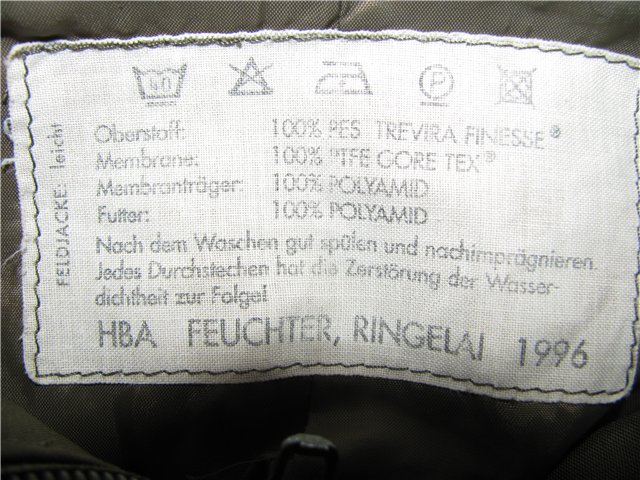 40
P
FELDJACKE: leicht
Oberstoff: 100% PES TREVIRA FINESSE®
Membrane: 100% PTFE GORE TEX®
Membranträger: 100% POLYAMID
Futter: 100% POLYAMID
Nach dem Waschen gut spülen und nachimprägnieren.
Jedes Durchstechen hat die Zerstörung der Wasser-
dichtheit zur Folge!
HBA FEUCHTER, RINGELAI 1996